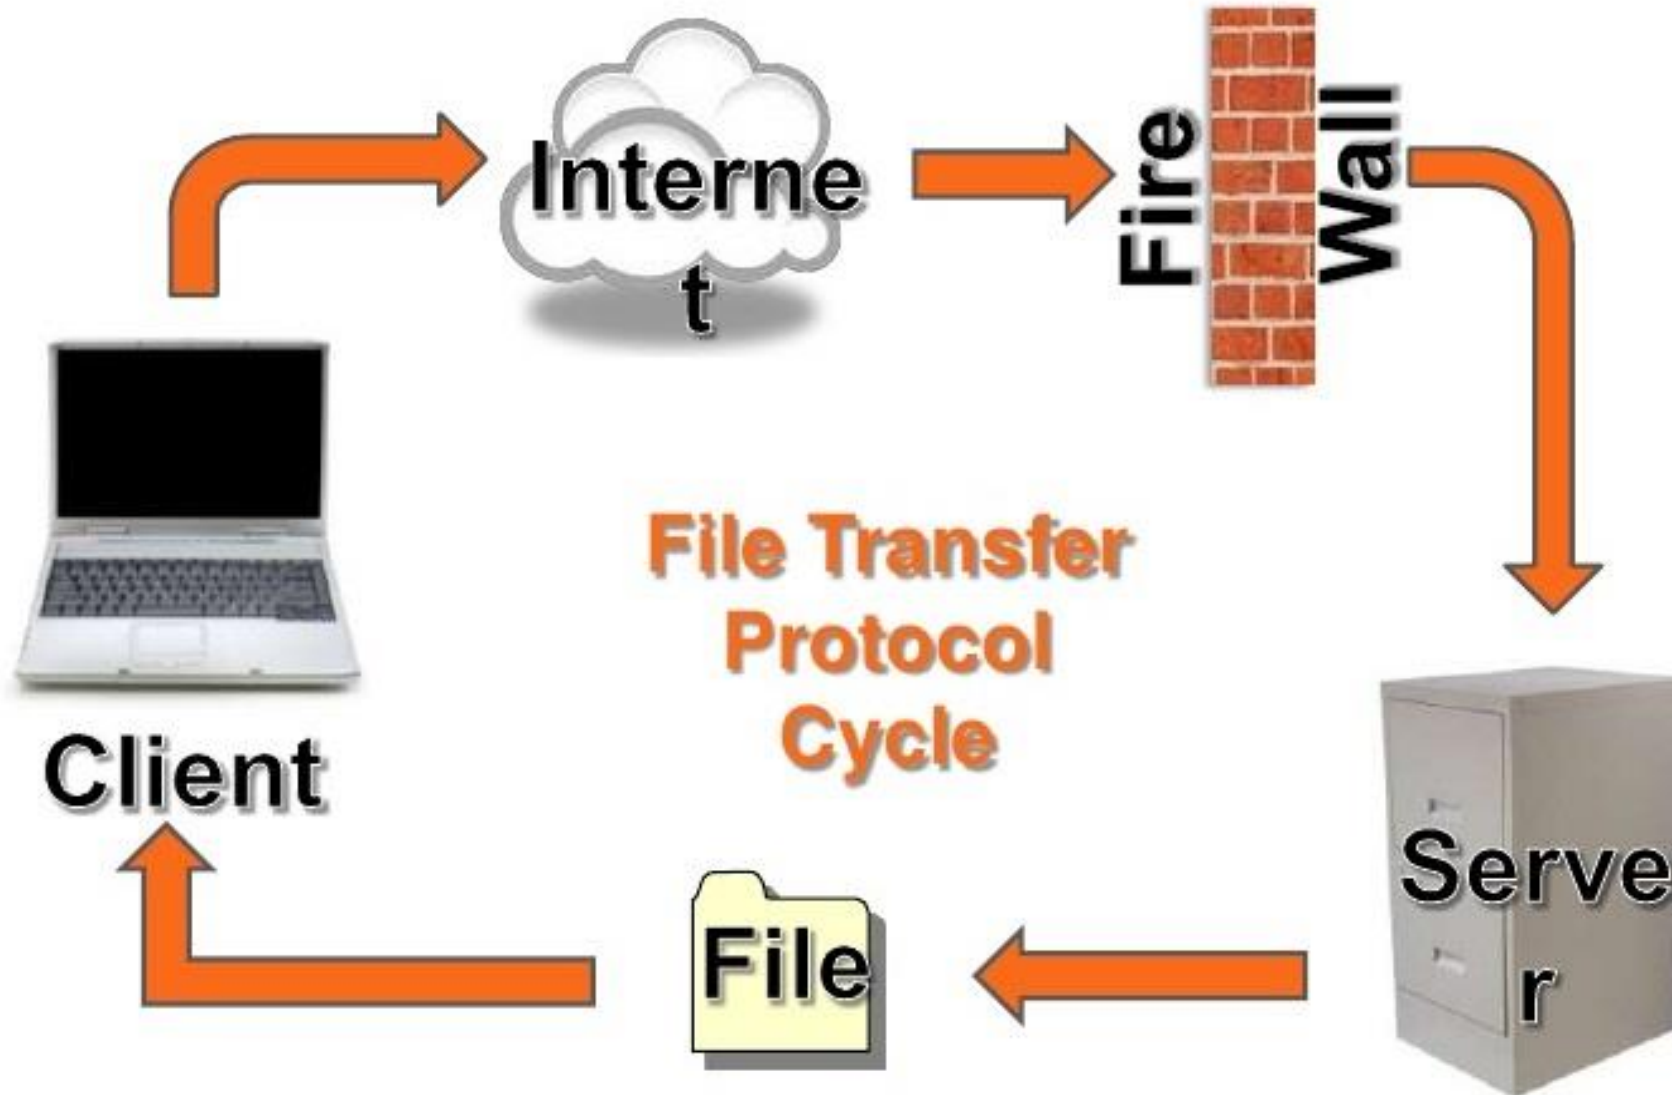 Interne
t
Fire
Wall
File Transfer
Protocol
Cycle
Client
File
Serve
r